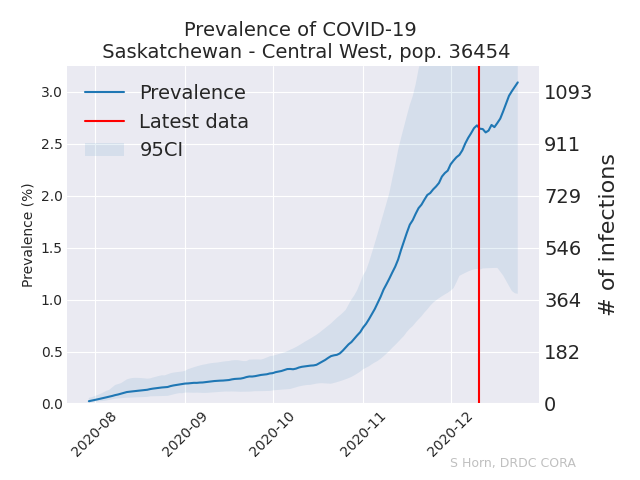 Prevalence of COVID-19
Saskatchewan - Central West, pop. 36454
Prevalence
Latest data
95CI
Prevalence (%)
3.0
2.5
2.0
1.5
1.0
0.5
0.0
1093
911
729
546
364
182
0
# of infections
2020-08
2020-09
2020-10
2020-11
2020-12
S Horn, DRDC CORA